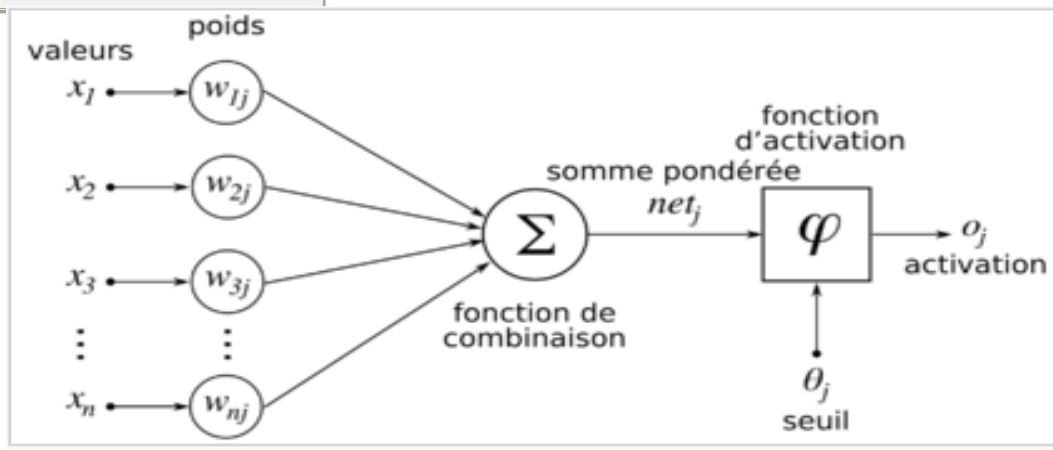 poids
valeurs
x1
w1j
x2
w2j
x3
w3j
xn
wnj
Σ
fonction de
combinaison
somme pondérée
netj
fonction
d'activation
φ
oj
activation
θj
seuil